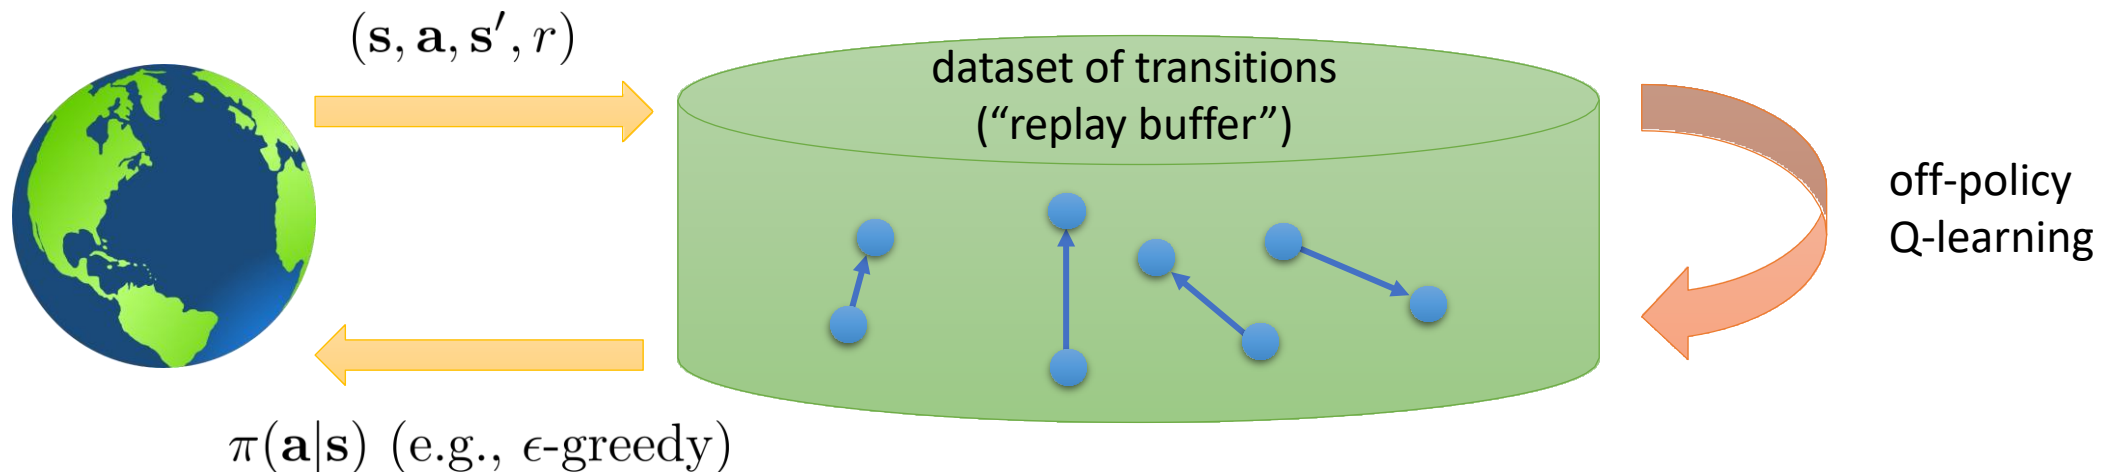 (s, a, s′, r)
dataset of transitions
(“replay buffer”)
off-policy
Q-learning
π(a|s) (e.g., ϵ-greedy)